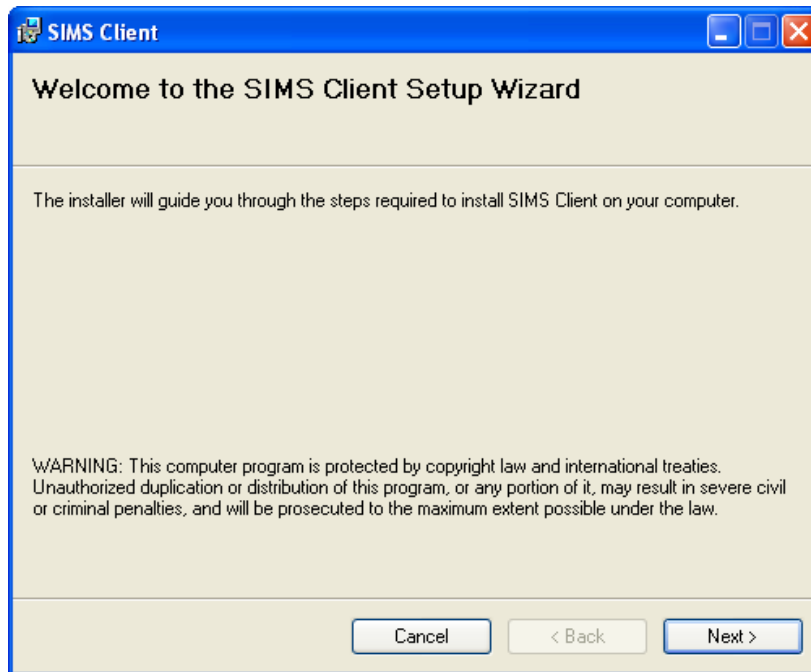 SIMS Client
Welcome to the SIMS Client Setup Wizard
The installer will guide you through the steps required to install SIMS Client on your computer.
WARNING: This computer program is protected by copyright law and international treaties.
Unauthorized duplication or distribution of this program, or any portion of it, may result in severe civil
or criminal penalties, and will be prosecuted to the maximum extent possible under the law.
Cancel < Back Next >